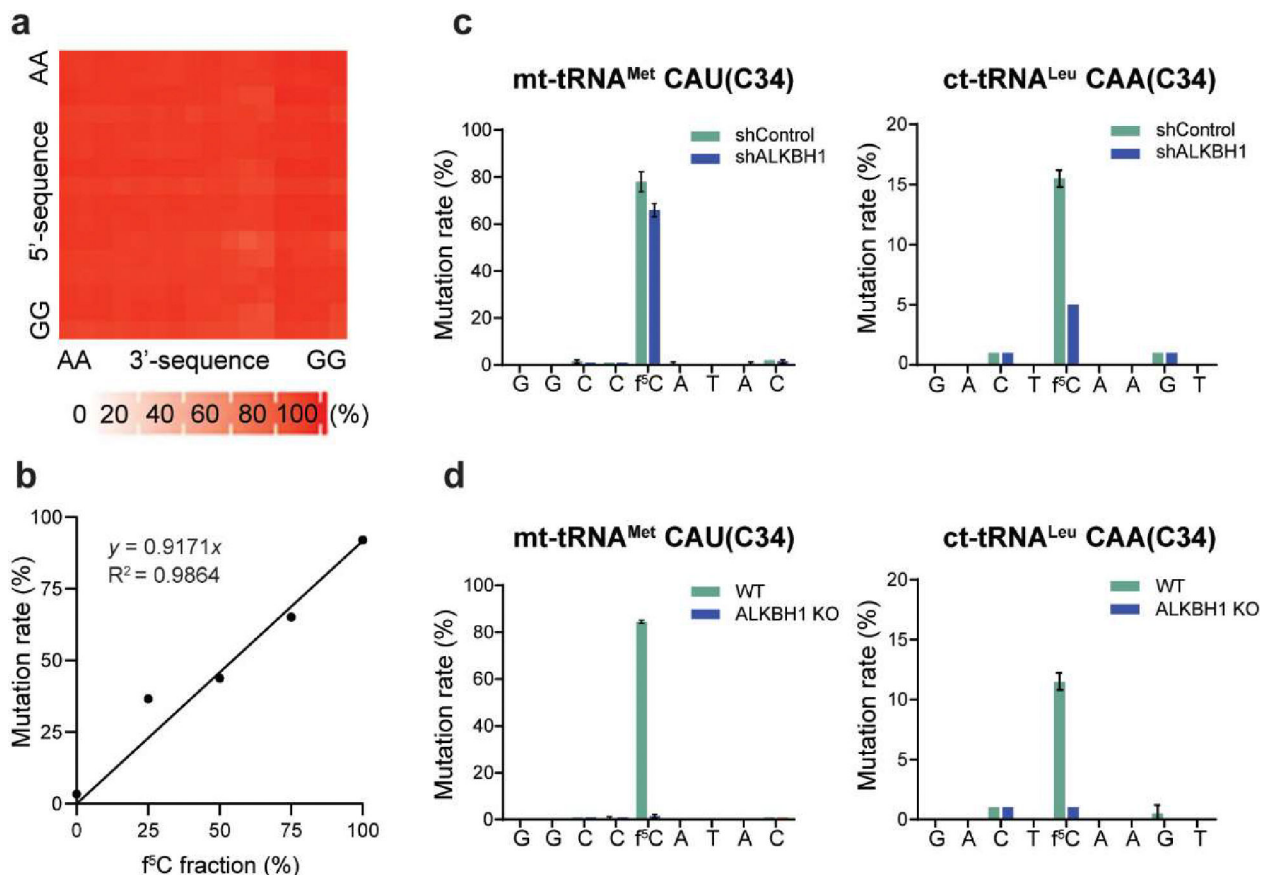 a
AA
5'-sequence
GG
AA 3'-sequence GG
0 20 40 60 80 100 (%)
b
100
75
50
25
0
Mutation rate (%)
y = 0.9171x
R² = 0.9864
0 25 50 75 100
f⁵C fraction (%)
c
mt-tRNAᴹᵉᵗ CAU(C34)
shControl
shALKBH1
100
80
60
40
20
0
Mutation rate (%)
G G C C f⁵C A T A C
ct-tRNAᴸᵉᵘ CAA(C34)
shControl
shALKBH1
20
15
10
5
0
Mutation rate (%)
G A C T f⁵C A A G T
d
mt-tRNAᴹᵉᵗ CAU(C34)
WT
ALKBH1 KO
100
80
60
40
20
0
Mutation rate (%)
G G C C f⁵C A T A C
ct-tRNAᴸᵉᵘ CAA(C34)
WT
ALKBH1 KO
20
15
10
5
0
Mutation rate (%)
G A C T f⁵C A A G T